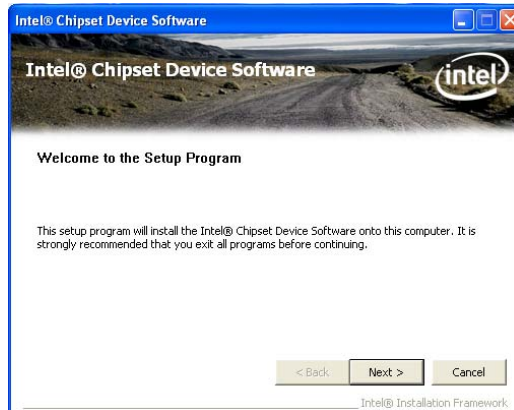 Intel® Chipset Device Software
Intel® Chipset Device Software
intel
Welcome to the Setup Program
This setup program will install the Intel® Chipset Device Software onto this computer. It is
strongly recommended that you exit all programs before continuing.
< Back Next > Cancel
Intel® Installation Framework